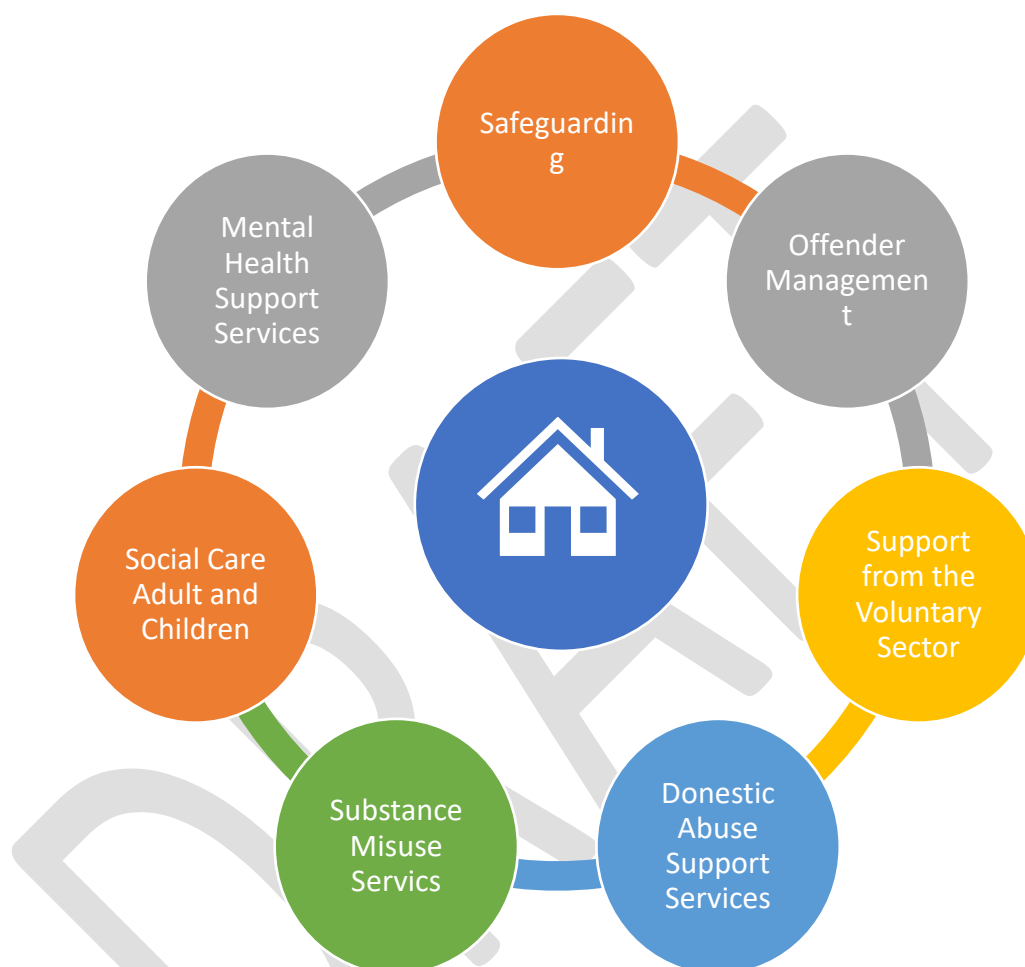 Safeguardin
g
Offender
Managemen
t
Support
from the
Voluntary
Sector
Donestic
Abuse
Support
Services
Substance
Misuse
Servics
Social Care
Adult and
Children
Mental
Health
Support
Services